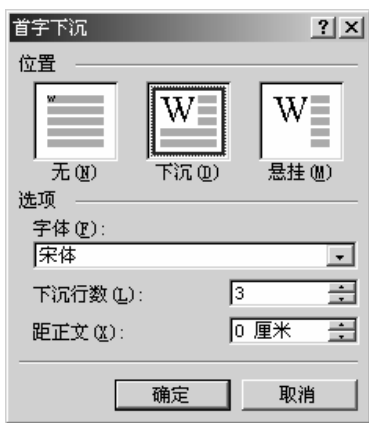 首字下沉
位置
W
W
W
无(N) 下沉(D) 悬挂(M)
选项
字体(F):
宋体
下沉行数(L): 3
距正文(X): 0 厘米
确定 取消